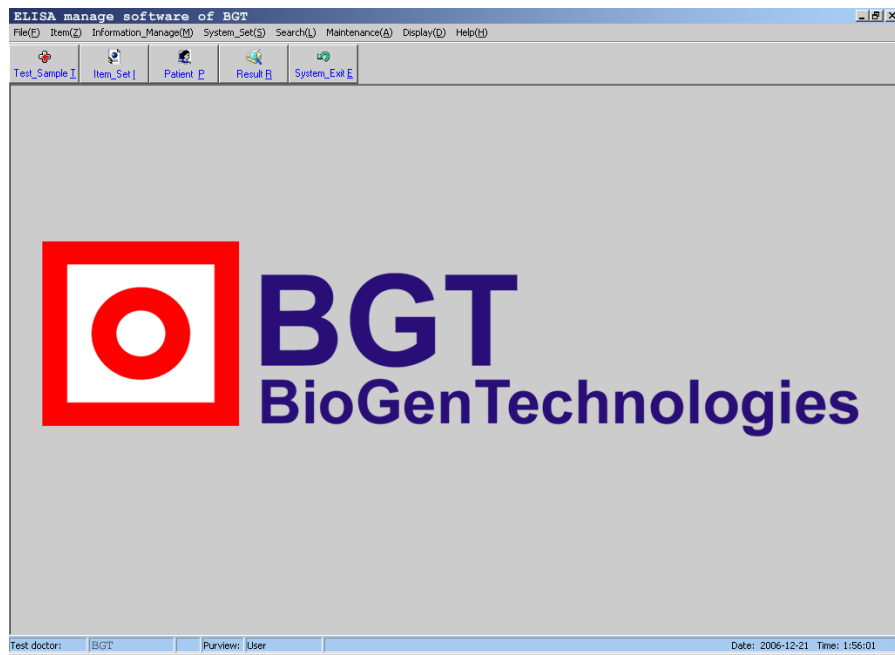 ELISA manage software of BGT
File(F) Item(Z) Information_Manage(M) System_Set(S) Search(L) Maintenance(A) Display(D) Help(H)
Test_Sample T Item_Set I Patient P Result R System_Exit E
BGT
BioGenTechnologies
Test doctor: BGT Purview: User Date: 2006-12-21 Time: 1:56:01